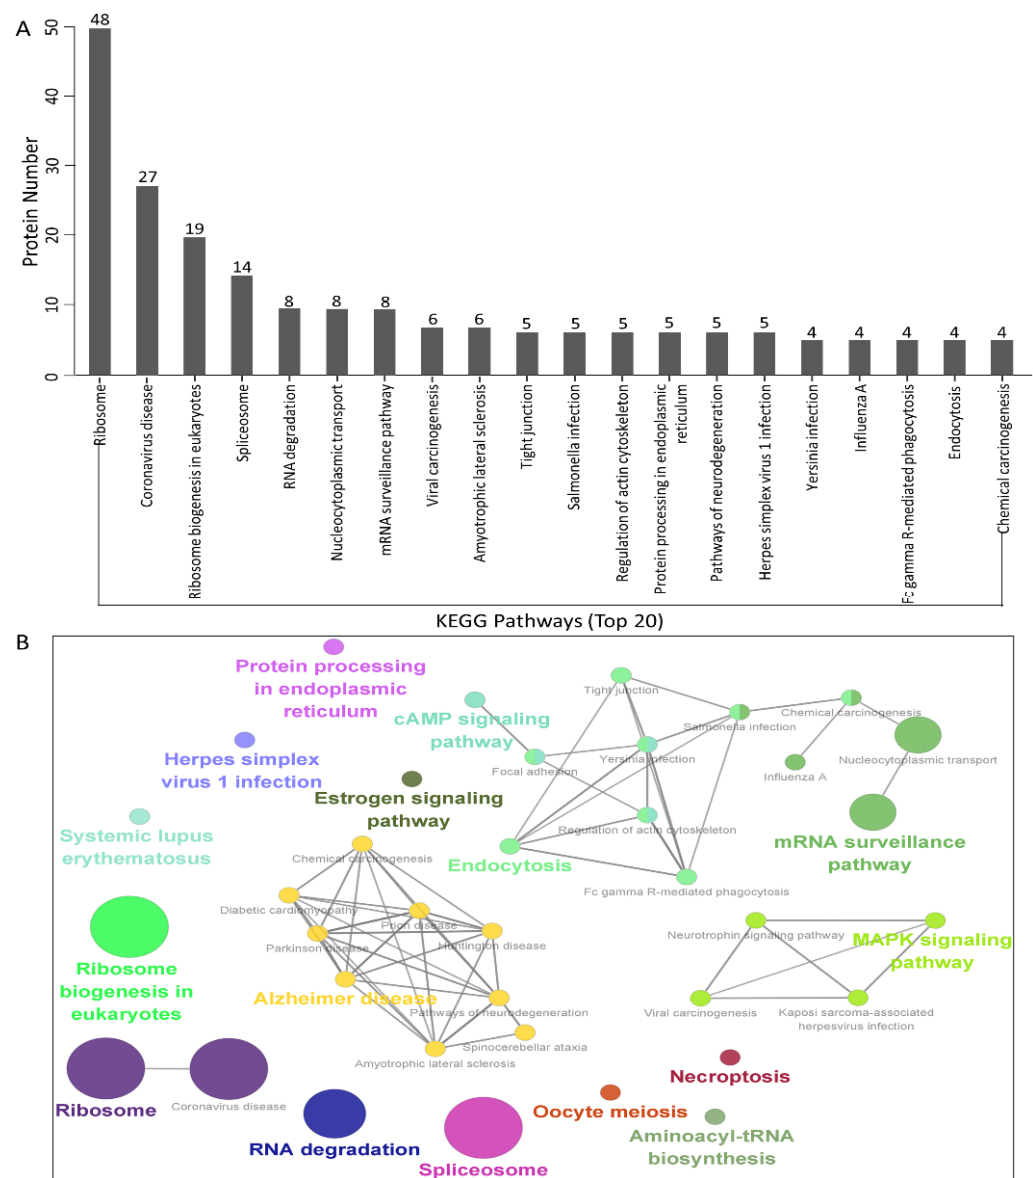 A
Protein Number
50
40
30
20
10
0
48
27
19
14
8
8
8
6
6
5
5
5
5
5
5
4
4
4
4
4
Ribosome
Coronavirus disease
Ribosome biogenesis in eukaryotes
Spliceosome
RNA degradation
Nucleocytoplasmic transport
mRNA surveillance pathway
Viral carcinogenesis
Amyotrophic lateral sclerosis
Tight junction
Salmonella infection
Regulation of actin cytoskeleton
Protein processing in endoplasmic
reticulum
Pathways of neurodegeneration
Herpes simplex virus 1 infection
Yersinia infection
Influenza A
Fc gamma R-mediated phagocytosis
Endocytosis
Chemical carcinogenesis
KEGG Pathways (Top 20)
B
Protein processing
in endoplasmic
reticulum
cAMP signaling
pathway
Tight junction
Salmonella infection
Chemical carcinogenesis
Herpes simplex
virus 1 infection
Focal adhesion
Yersinia infection
Influenza A
Nucleocytoplasmic transport
Estrogen signaling
pathway
Systemic lupus
erythematosus
Regulation of actin cytoskeleton
mRNA surveillance
pathway
Endocytosis
Fc gamma R-mediated phagocytosis
Chemical carcinogenesis
Diabetic cardiomyopathy
Prion disease
Parkinson disease
Huntington disease
Alzheimer disease
Pathways of neurodegeneration
Spinocerebellar ataxia
Amyotrophic lateral sclerosis
Neurotrophin signaling pathway
MAPK signaling
pathway
Viral carcinogenesis
Kaposi sarcoma-associated
herpesvirus infection
Ribosome
biogenesis in
eukaryotes
Ribosome
Coronavirus disease
RNA degradation
Spliceosome
Necroptosis
Oocyte meiosis
Aminoacyl-tRNA
biosynthesis